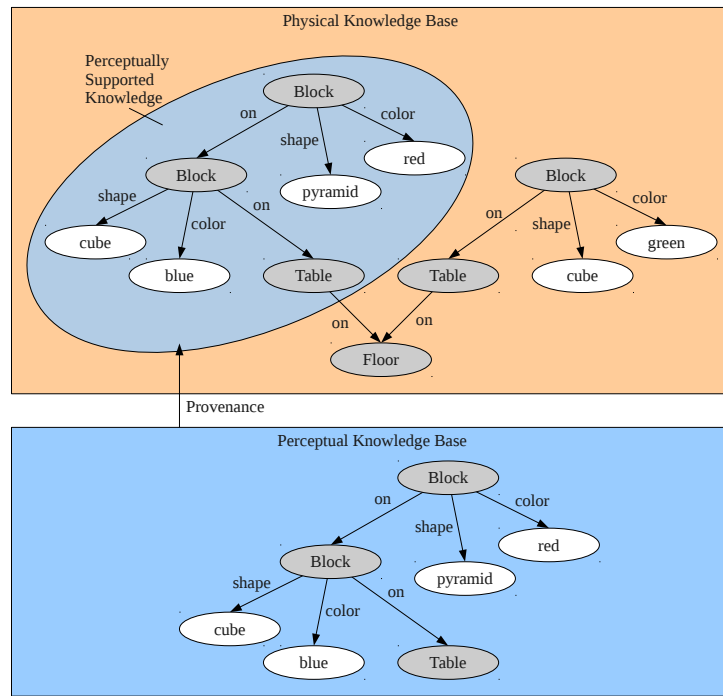 Physical Knowledge Base
Perceptually
Supported
Knowledge
Block
on
shape
color
red
Block
pyramid
shape
color
on
cube
blue
Table
Block
on
shape
color
green
Table
cube
on
on
Floor
Provenance
Perceptual Knowledge Base
Block
on
shape
color
red
Block
pyramid
shape
color
on
cube
blue
Table